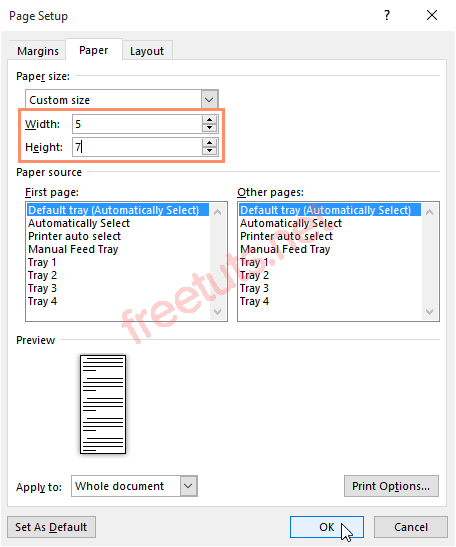 Page Setup
Margins Paper Layout
Paper size:
Custom size
Width: 5
Height: 7
Paper source
First page: Other pages:
Default tray (Automatically Select) Default tray (Automatically Select)
Automatically Select Automatically Select
Printer auto select Printer auto select
Manual Feed Tray Manual Feed Tray
Tray 1 Tray 1
Tray 2 Tray 2
Tray 3 Tray 3
Tray 4 Tray 4
freetuts.net
Preview
Apply to: Whole document Print Options...
Set As Default OK Cancel